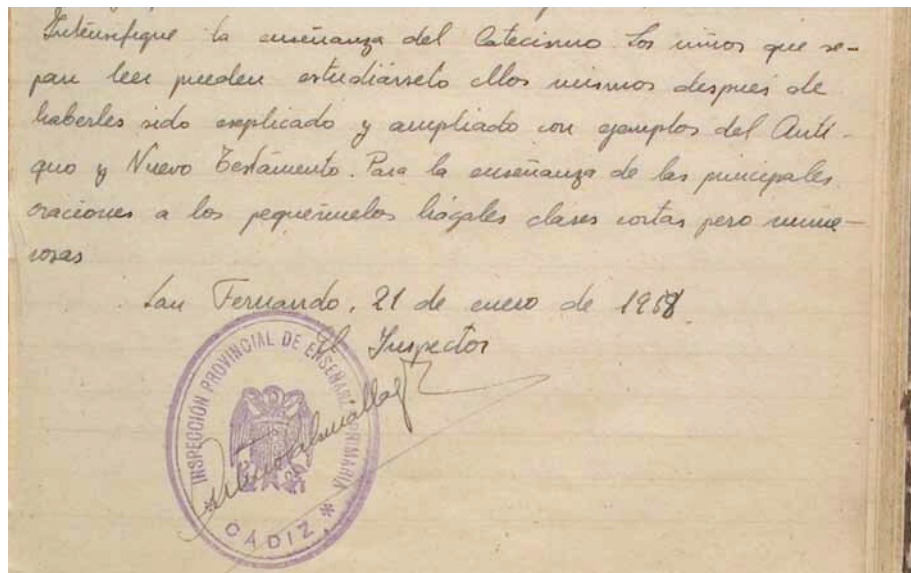 Intensifique la enseñanza del Catecismo. Los niños que se-
pan leer pueden estudiárselo ellos mismos después de
haberles sido explicado y ampliado con ejemplos del Anti-
guo y Nuevo Testamento. Para la enseñanza de las principales
oraciones a los pequeñuelos hágales clases cortas pero nume-
rosas
San Fernando, 21 de enero de 1958
El Inspector
INSPECCIÓN PROVINCIAL DE ENSEÑANZA PRIMARIA
* CÁDIZ *